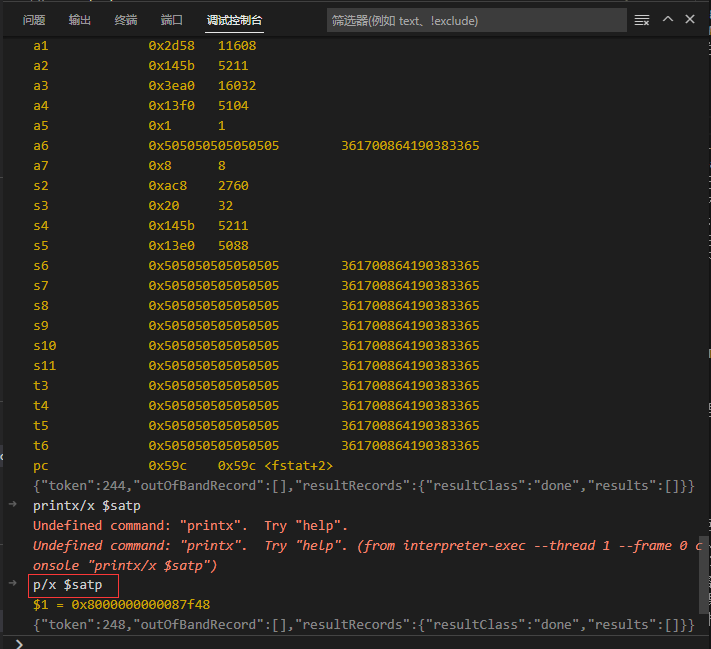 问题 输出 终端 端口 调试控制台 筛选器(例如 text、!exclude)
a1 0x2d58 11608
a2 0x145b 5211
a3 0x3ea0 16032
a4 0x13f0 5104
a5 0x1 1
a6 0x505050505050505 361700864190383365
a7 0x8 8
s2 0xac8 2760
s3 0x20 32
s4 0x145b 5211
s5 0x13e0 5088
s6 0x505050505050505 361700864190383365
s7 0x505050505050505 361700864190383365
s8 0x505050505050505 361700864190383365
s9 0x505050505050505 361700864190383365
s10 0x505050505050505 361700864190383365
s11 0x505050505050505 361700864190383365
t3 0x505050505050505 361700864190383365
t4 0x505050505050505 361700864190383365
t5 0x505050505050505 361700864190383365
t6 0x505050505050505 361700864190383365
pc 0x59c 0x59c <fstat+2>
{"token":244,"outOfBandRecord":[],"resultRecords":{"resultClass":"done","results":[]}}
printx/x $satp
Undefined command: "printx".  Try "help".
Undefined command: "printx".  Try "help". (from interpreter-exec --thread 1 --frame 0 c
onsole "printx/x $satp")
p/x $satp
$1 = 0x8000000000087f48
{"token":248,"outOfBandRecord":[],"resultRecords":{"resultClass":"done","results":[]}}